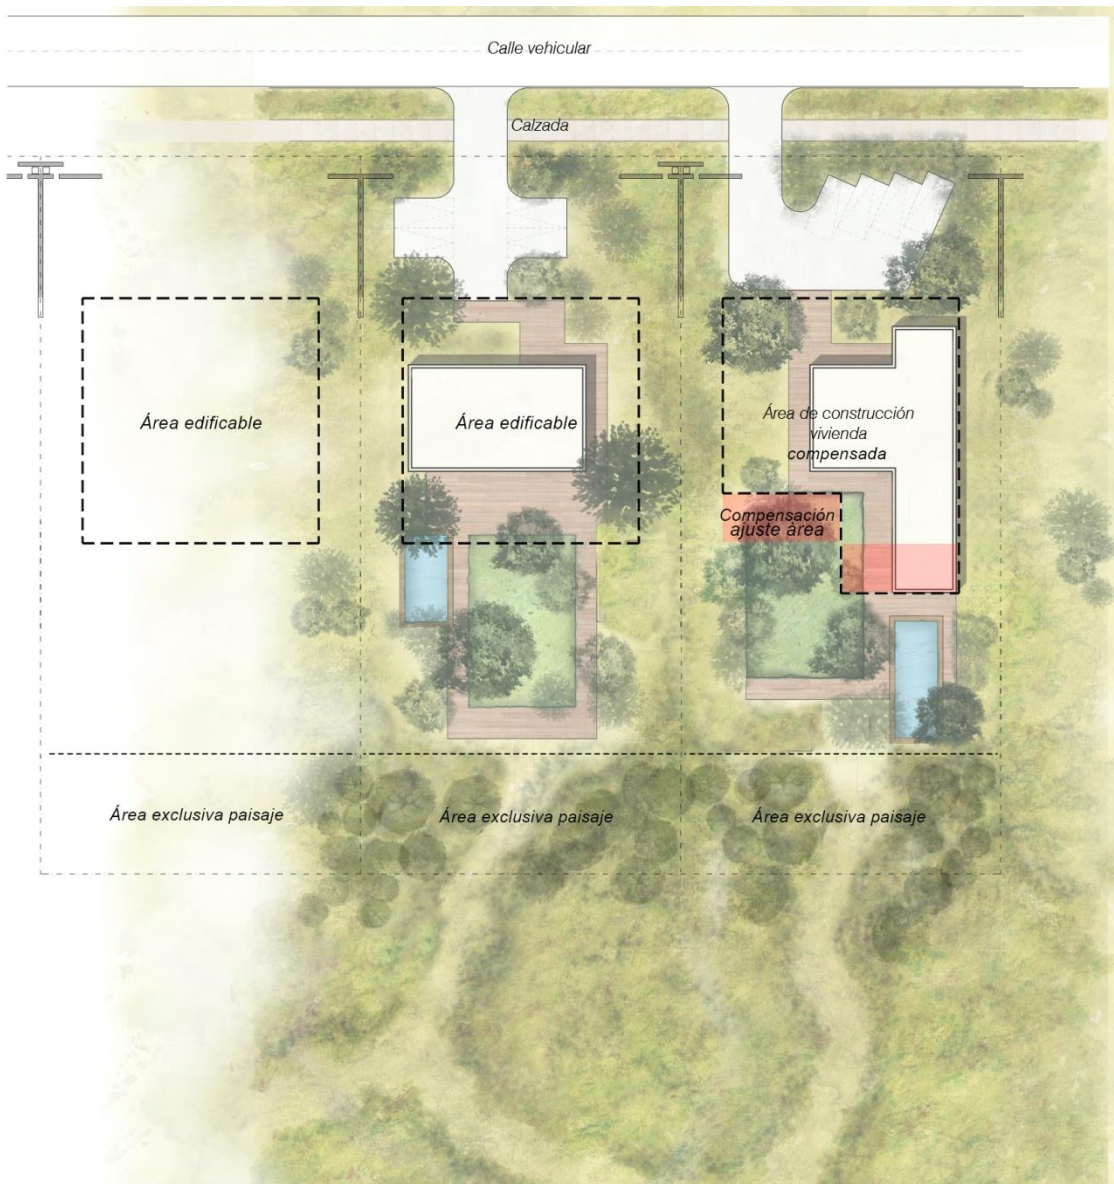 Calle vehicular
Calzada
Área edificable
Área edificable
Área de construcción
vivienda
compensada
Compensación
ajuste área
Área exclusiva paisaje
Área exclusiva paisaje
Área exclusiva paisaje